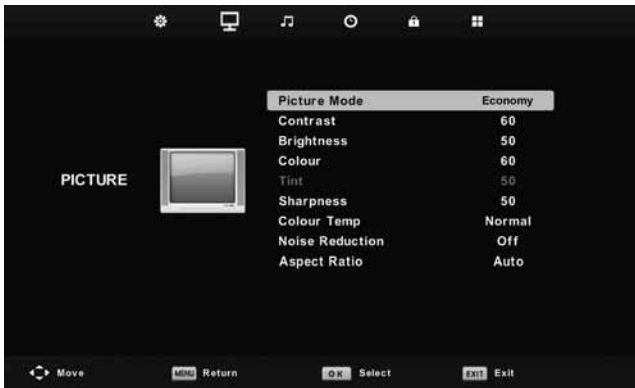 Picture Mode Economy
Contrast 60
Brightness 50
Colour 60
PICTURE
Tint 50
Sharpness 50
Colour Temp Normal
Noise Reduction Off
Aspect Ratio Auto
Move MENU Return OK Select EXIT Exit